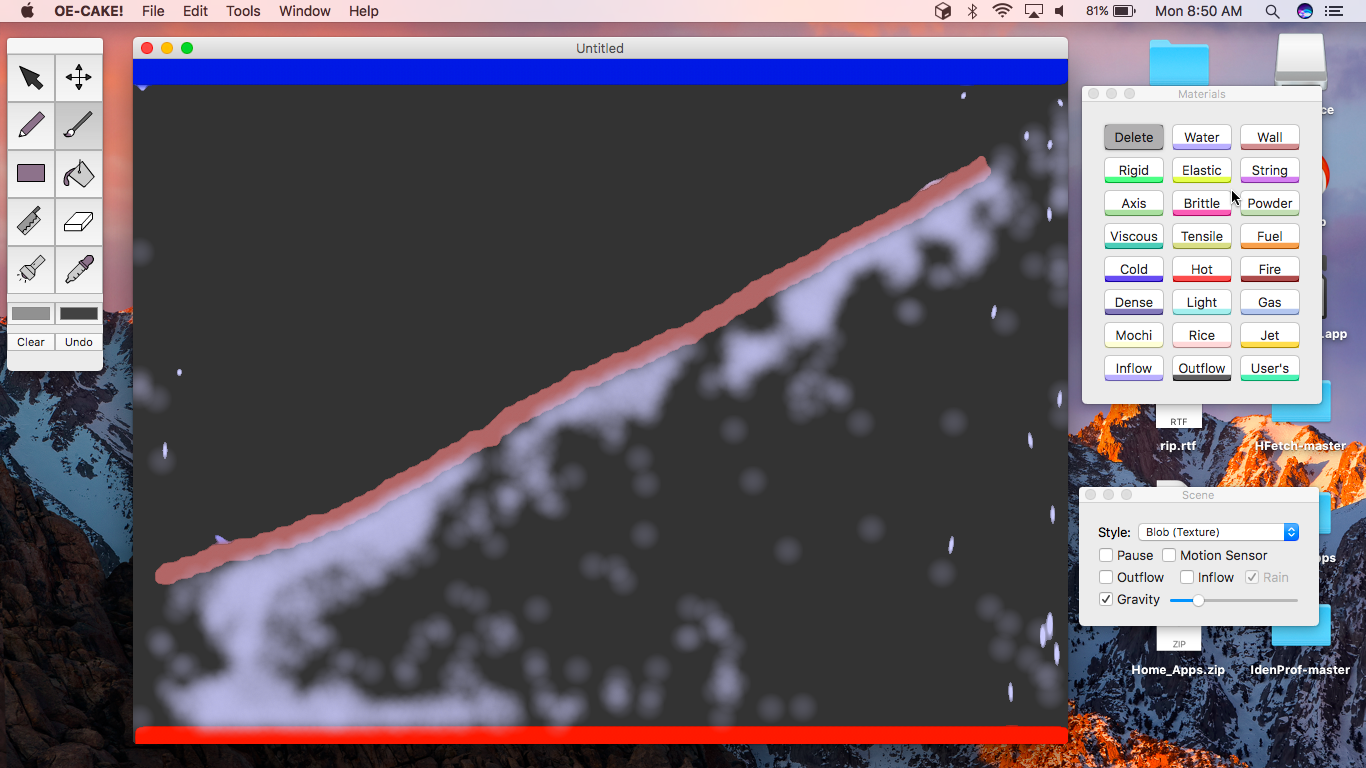 OE-CAKE! File Edit Tools Window Help 81% Mon 8:50 AM
Untitled
Clear Undo
Materials
Delete Water Wall
Rigid Elastic String
Axis Brittle Powder
Viscous Tensile Fuel
Cold Hot Fire
Dense Light Gas
Mochi Rice Jet
Inflow Outflow User's
ce
.app
RTF
rip.rtf HFetch-master
Scene
Style: Blob (Texture)
Pause Motion Sensor
Outflow Inflow Rain
Gravity
ps
ZIP
Home_Apps.zip IdenProf-master